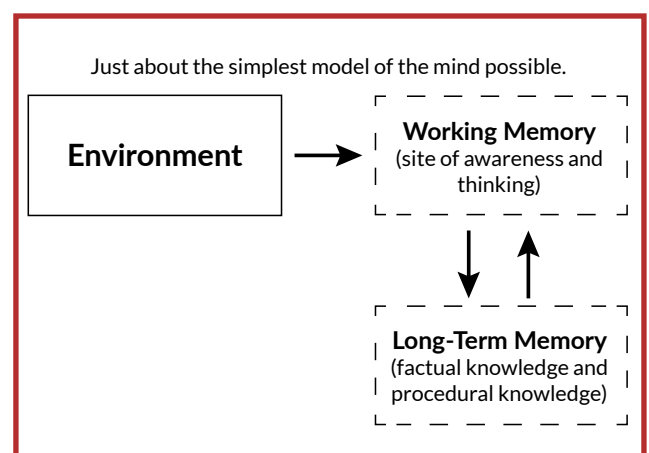 Just about the simplest model of the mind possible.
Environment
Working Memory
(site of awareness and
thinking)
Long-Term Memory
(factual knowledge and
procedural knowledge)